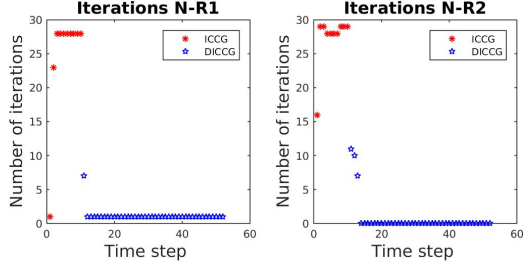 Iterations N-R1
Number of iterations
30
25
20
15
10
5
0
0
20
40
60
Time step
ICCG
DICCG
Iterations N-R2
Number of iterations
30
25
20
15
10
5
0
0
20
40
60
Time step
ICCG
DICCG